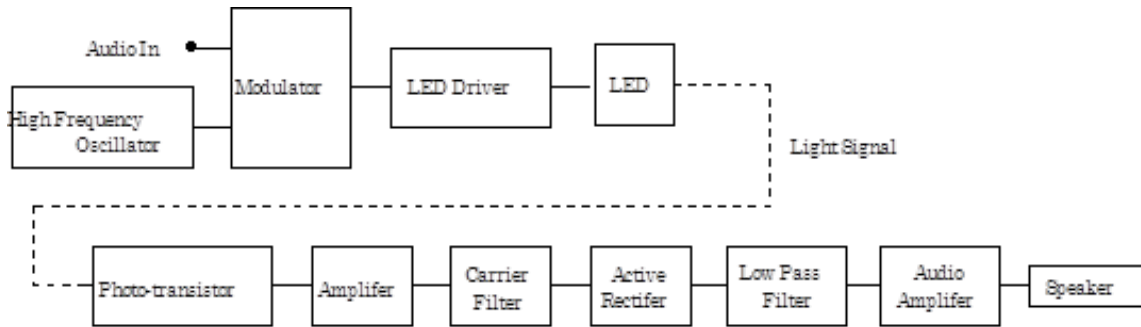 Audio In
Modulator
High Frequency
Oscillator
LED Driver
LED
Light Signal
Photo-transistor
Amplifer
Carrier
Filter
Active
Rectifer
Low Pass
Filter
Audio
Amplifer
Speaker